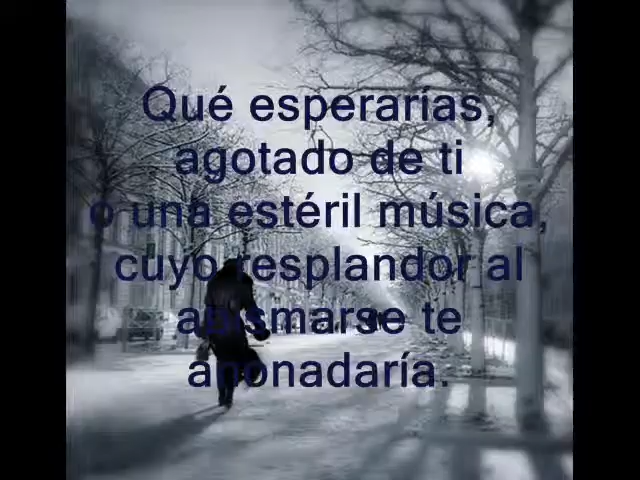 Qué esperarías,
agotado de ti
o una estéril música,
cuyo resplandor al
abismarse te
anonadaría.